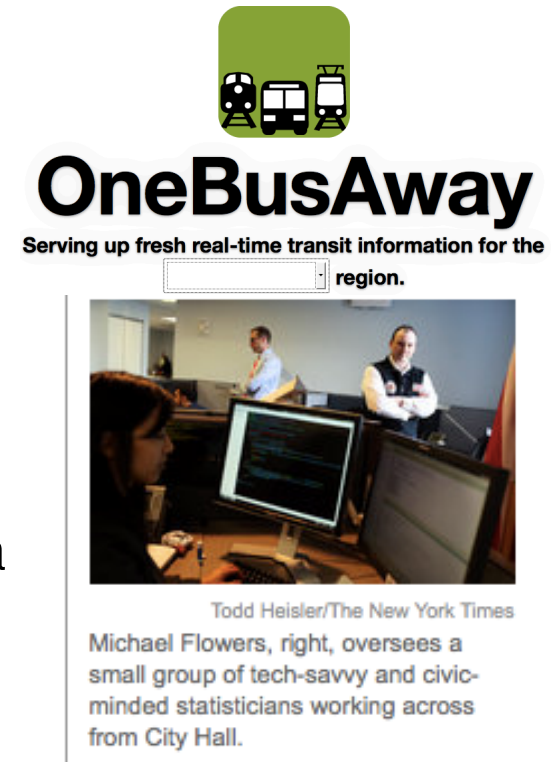 OneBusAway
Serving up fresh real-time transit information for the
region.
Todd Heisler/The New York Times
Michael Flowers, right, oversees a
small group of tech-savvy and civic-
minded statisticians working across
from City Hall.